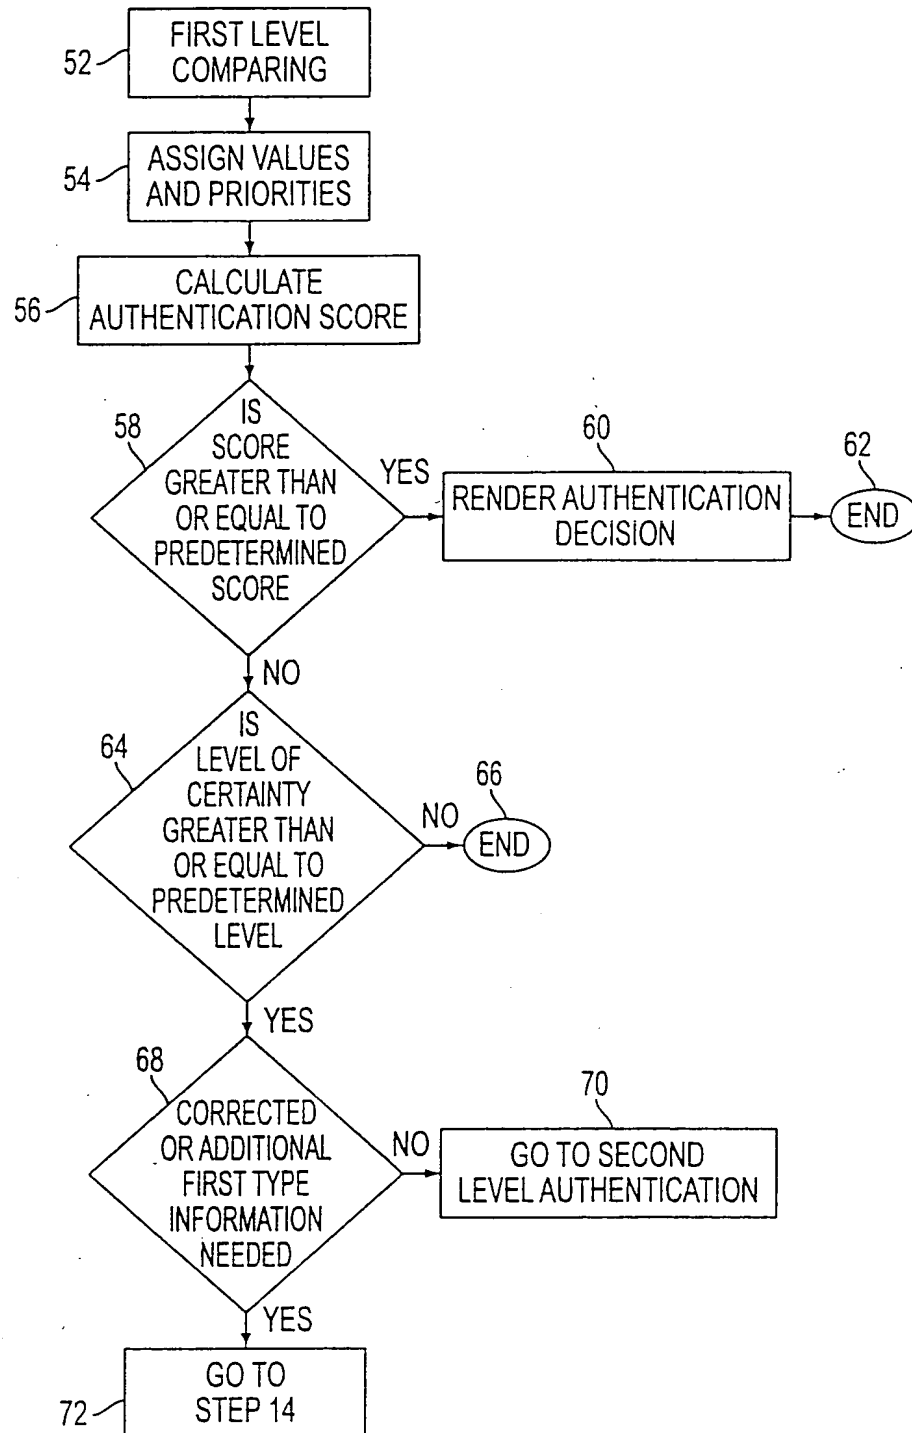 52
FIRST LEVEL
COMPARING
54
ASSIGN VALUES
AND PRIORITIES
56
CALCULATE
AUTHENTICATION SCORE
58
IS
SCORE
GREATER THAN
OR EQUAL TO
PREDETERMINED
SCORE
YES
60
RENDER AUTHENTICATION
DECISION
62
END
NO
64
IS
LEVEL OF
CERTAINTY
GREATER THAN
OR EQUAL TO
PREDETERMINED
LEVEL
NO
66
END
YES
68
CORRECTED
OR ADDITIONAL
FIRST TYPE
INFORMATION
NEEDED
NO
70
GO TO SECOND
LEVEL AUTHENTICATION
YES
72
GO TO
STEP 14